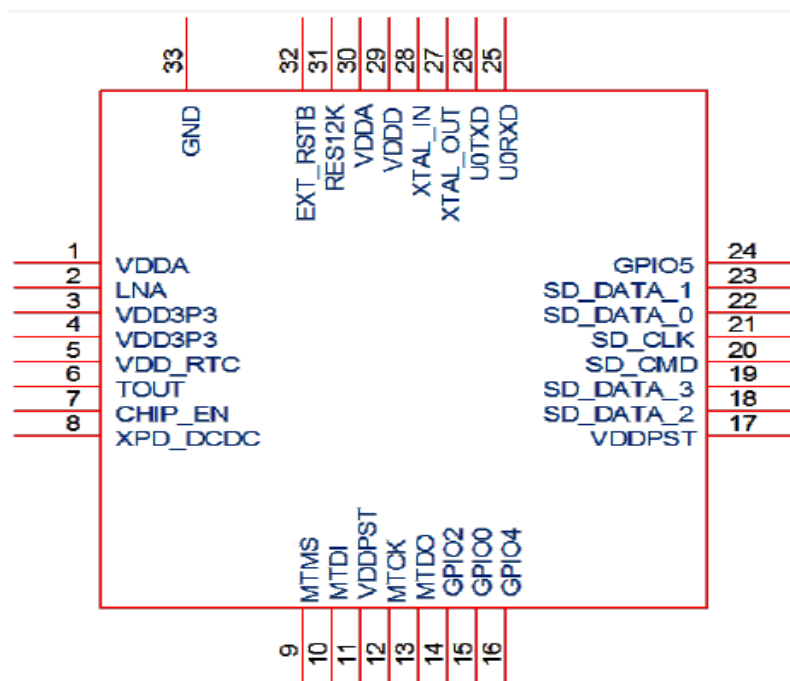 33
32
31
30
29
28
27
26
25
GND
EXT_RSTB
RES12K
VDDA
VDDD
XTAL_IN
XTAL_OUT
U0TXD
U0RXD
1 VDDA
2 LNA
3 VDD3P3
4 VDD3P3
5 VDD_RTC
6 TOUT
7 CHIP_EN
8 XPD_DCDC
GPIO5 24
SD_DATA_1 23
SD_DATA_0 22
SD_CLK 21
SD_CMD 20
SD_DATA_3 19
SD_DATA_2 18
VDDPST 17
MTMS
MTDI
VDDPST
MTCK
MTDO
GPIO2
GPIO0
GPIO4
9
10
11
12
13
14
15
16